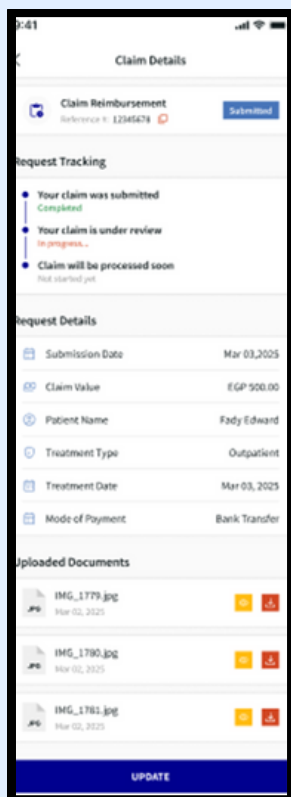 9:41
Claim Details
Claim Reimbursement
Submitted
Reference #: 12345678
Request Tracking
Your claim was submitted
Completed
Your claim is under review
In progress...
Claim will be processed soon
Not started yet
Request Details
Submission Date Mar 03,2025
Claim Value EGP 500.00
Patient Name Fady Edward
Treatment Type Outpatient
Treatment Date Mar 03, 2025
Mode of Payment Bank Transfer
Uploaded Documents
JPG
IMG_1779.jpg
Mar 02, 2025
JPG
IMG_1780.jpg
Mar 02, 2025
JPG
IMG_1781.jpg
Mar 02, 2025
UPDATE